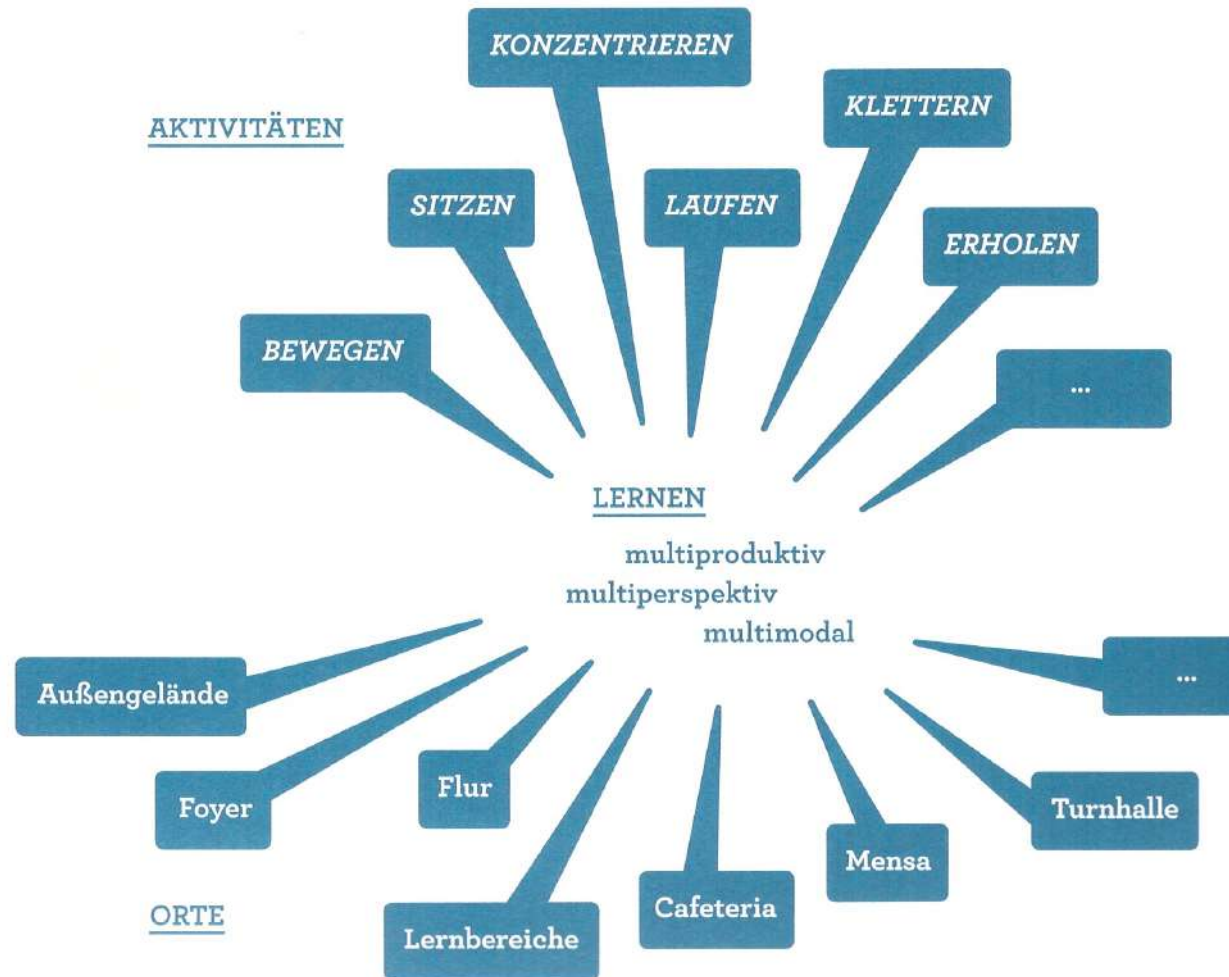 KONZENTRIEREN
KLETTERN
AKTIVITÄTEN
SITZEN
LAUFEN
ERHOLEN
BEWEGEN
...
LERNEN
multiproduktiv
multiperspektiv
multimodal
Außengelände
...
Foyer
Flur
Turnhalle
Mensa
Cafeteria
Lernbereiche
ORTE